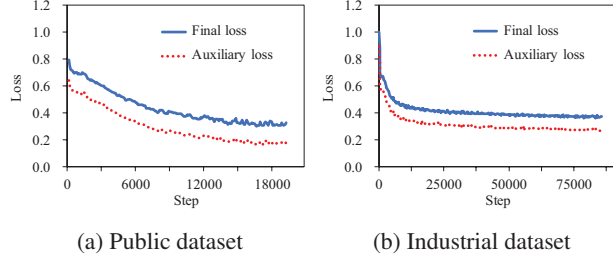 (a)
1.2
1.0
0.8
0.6
0.4
0.2
0.0
Loss
Final loss
Auxiliary loss
0 6000 12000 18000
Step
(a) Public dataset
(b)
1.2
1.0
0.8
0.6
0.4
0.2
0.0
Loss
Final loss
Auxiliary loss
0 25000 50000 75000
Step
(b) Industrial dataset